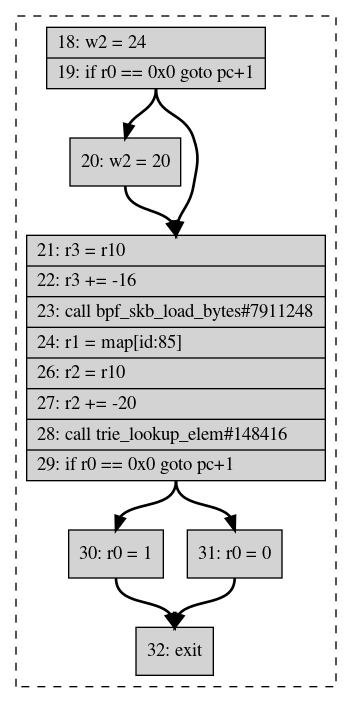 18: w2 = 24
19: if r0 == 0x0 goto pc+1
20: w2 = 20
21: r3 = r10
22: r3 += -16
23: call bpf_skb_load_bytes#7911248
24: r1 = map[id:85]
26: r2 = r10
27: r2 += -20
28: call trie_lookup_elem#148416
29: if r0 == 0x0 goto pc+1
30: r0 = 1
31: r0 = 0
32: exit